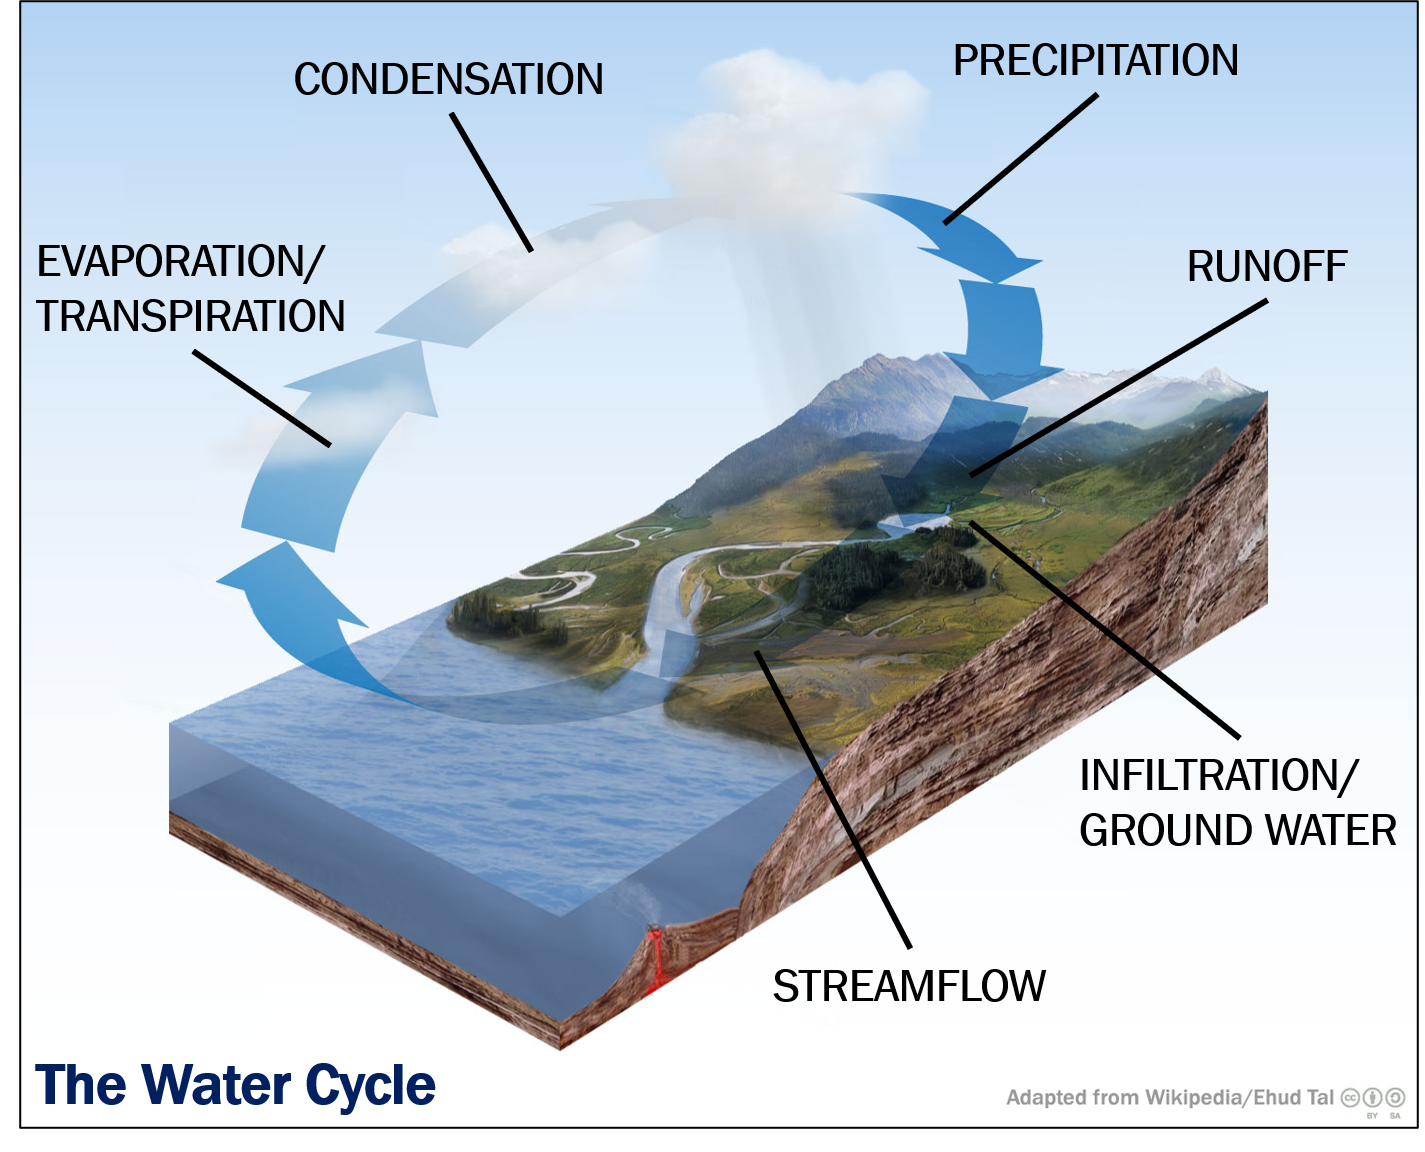 CONDENSATION
PRECIPITATION
EVAPORATION/
TRANSPIRATION
RUNOFF
INFILTRATION/
GROUND WATER
STREAMFLOW
The Water Cycle
Adapted from Wikipedia/Ehud Tal
cc
BY SA